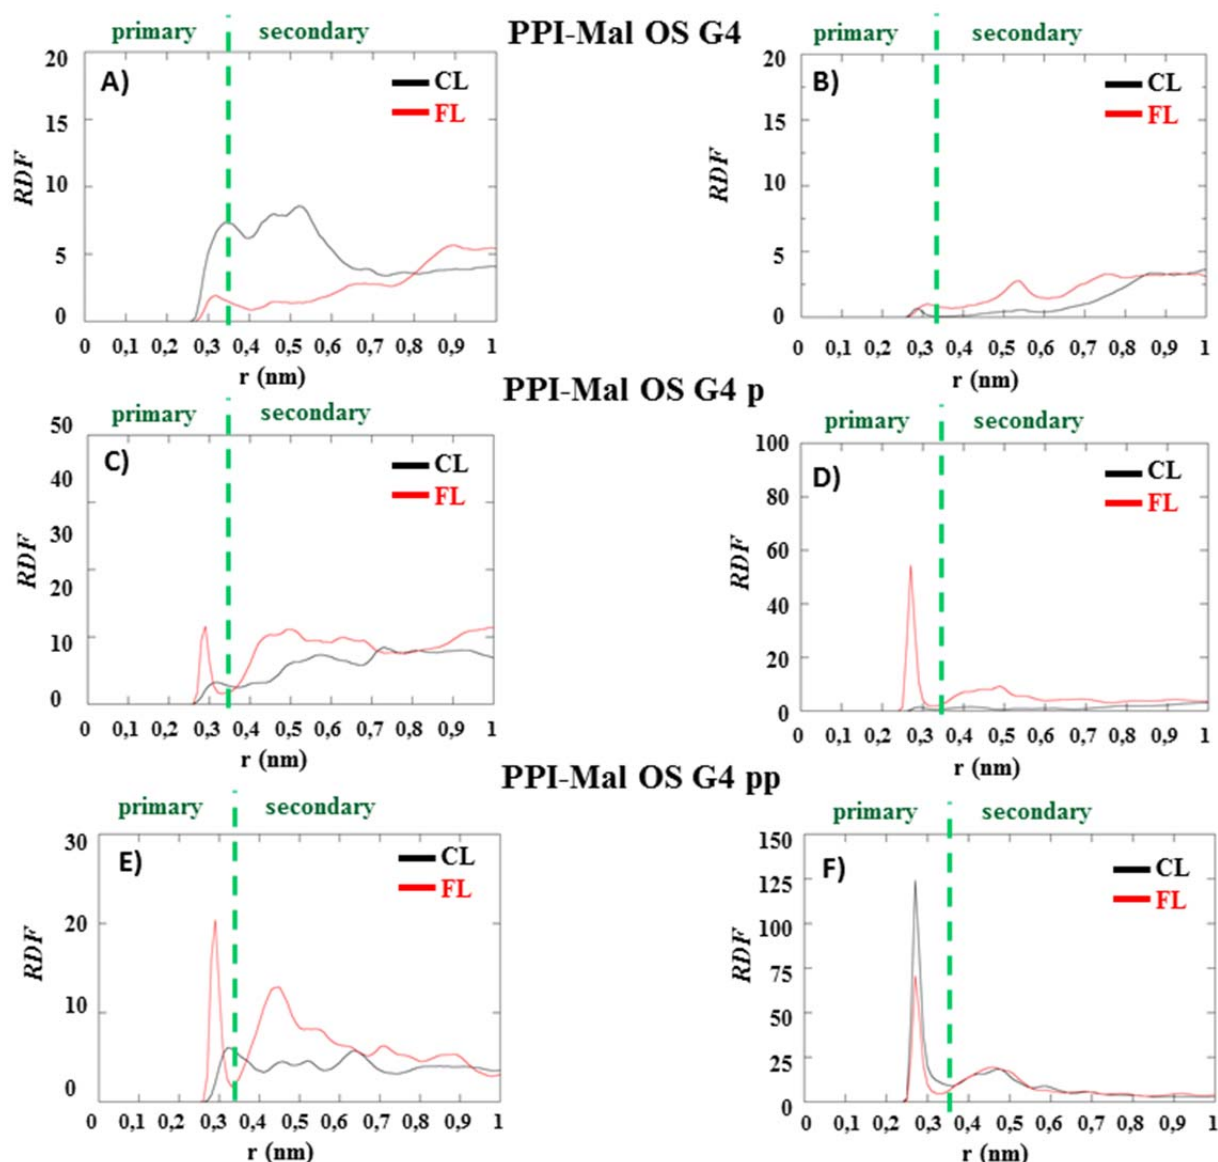 PPI-Mal OS G4
primary secondary
A)
CL
FL
20
15
10
5
0
RDF
0 0,1 0,2 0,3 0,4 0,5 0,6 0,7 0,8 0,9 1
r (nm)
primary secondary
B)
CL
FL
20
15
10
5
0
RDF
0 0,1 0,2 0,3 0,4 0,5 0,6 0,7 0,8 0,9 1
r (nm)
PPI-Mal OS G4 p
primary secondary
C)
CL
FL
50
40
30
20
10
0
RDF
0 0,1 0,2 0,3 0,4 0,5 0,6 0,7 0,8 0,9 1
r (nm)
primary secondary
D)
CL
FL
100
80
60
40
20
0
RDF
0 0,1 0,2 0,3 0,4 0,5 0,6 0,7 0,8 0,9 1
r (nm)
PPI-Mal OS G4 pp
primary secondary
E)
CL
FL
30
20
10
0
RDF
0 0,1 0,2 0,3 0,4 0,5 0,6 0,7 0,8 0,9 1
r (nm)
primary secondary
F)
CL
FL
150
125
100
75
50
25
0
RDF
0 0,1 0,2 0,3 0,4 0,5 0,6 0,7 0,8 0,9 1
r (nm)